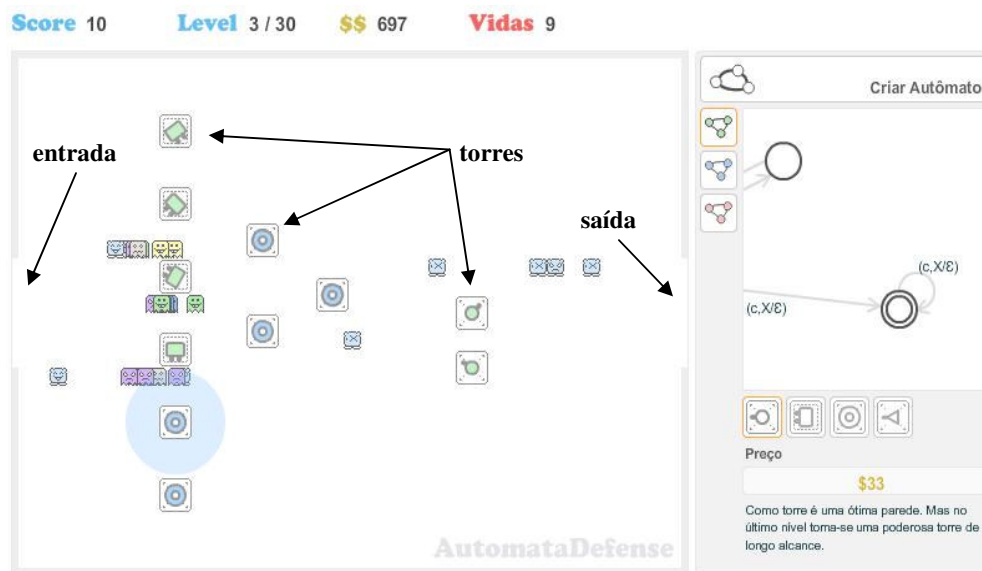 Score 10 Level 3 / 30 $$ 697 Vidas 9
Criar Autômato
entrada
torres
saída
(c,X/ε)
(c,X/ε)
Preço
$33
Como torre é uma ótima parede. Mas no
último nível torna-se uma poderosa torre de
longo alcance.
AutomataDefense